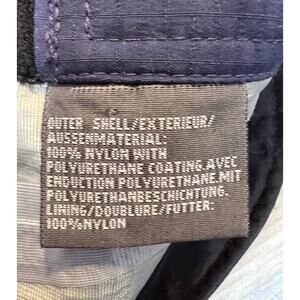 OUTER SHELL/EXTERIEUR/
AUSSENMATERIAL:
100% NYLON WITH
POLYURETHANE COATING.AVEC
ENDUCTION POLYURETHANE.MIT
POLYURETHANBESCHICHTUNG.
LINING/DOUBLURE/FUTTER:
100%NYLON